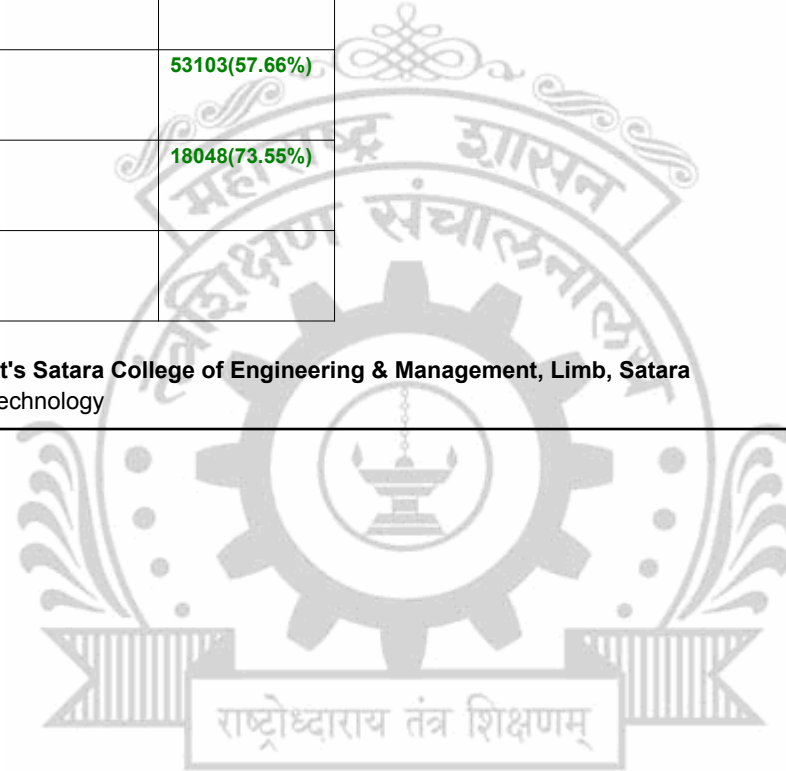 53103(57.66%)
18048(73.55%)
t's Satara College of Engineering & Management, Limb, Satara
echnology
महाराष्ट्र शासन
तंत्रशिक्षण संचालनालय
राष्ट्रोध्दाराय तंत्र शिक्षणम्